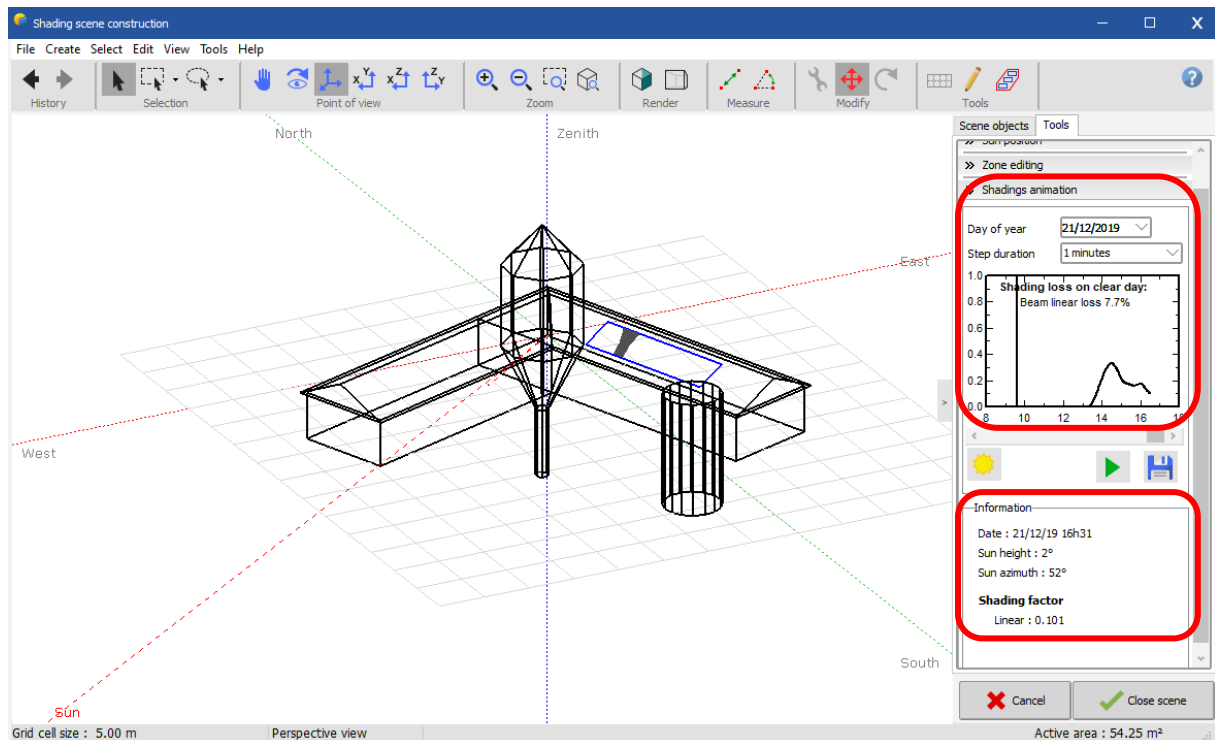 Shading scene construction
File Create Select Edit View Tools Help
History Selection Point of view Zoom Render Measure Modify Tools
Scene objects Tools
Sun position
Zone editing
Shadings animation
Day of year 21/12/2019
Step duration 1 minutes
Shading loss on clear day:
Beam linear loss 7.7%
1.0
0.8
0.6
0.4
0.2
0.0
8 10 12 14 16 18
Information
Date : 21/12/19 16h31
Sun height : 2°
Sun azimuth : 52°
Shading factor
Linear : 0.101
Cancel Close scene
North Zenith
East
West
South
Sun
Grid cell size : 5.00 m Perspective view Active area : 54.25 m²